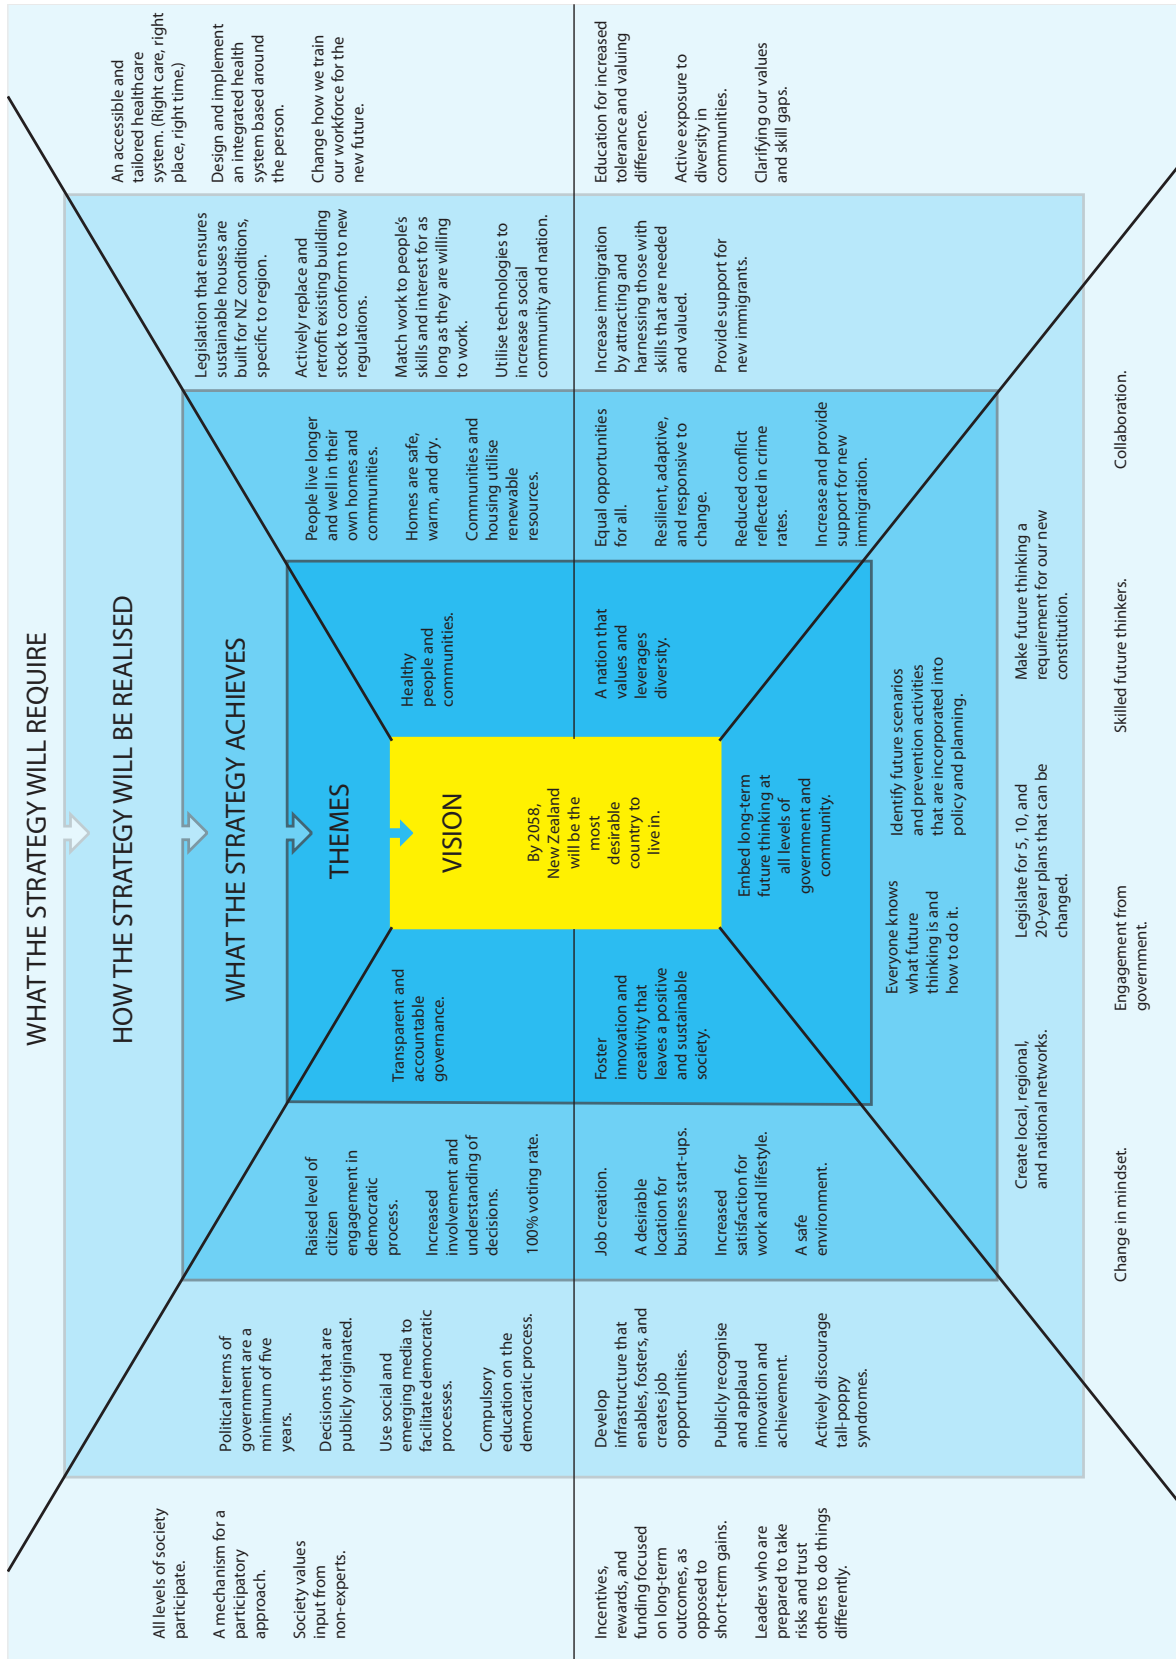 WHAT THE STRATEGY WILL REQUIRE
HOW THE STRATEGY WILL BE REALISED
WHAT THE STRATEGY ACHIEVES
THEMES
VISION
By 2058,
New Zealand
will be the
most
desirable
country to
live in.
Transparent and
accountable
governance.
Raised level of
citizen
engagement in
democratic
process.
Increased
involvement and
understanding of
decisions.
100% voting rate.
Political terms of
government are a
minimum of five
years.
Decisions that are
publicly originated.
Use social and
emerging media to
facilitate democratic
processes.
Compulsory
education on the
democratic process.
All levels of society
participate.
A mechanism for a
participatory
approach.
Society values
input from
non-experts.
Healthy
people and
communities.
People live longer
and well in their
own homes and
communities.
Homes are safe,
warm, and dry.
Communities and
housing utilise
renewable
resources.
Legislation that ensures
sustainable houses are
built for NZ conditions,
specific to region.
Actively replace and
retrofit existing building
stock to conform to new
regulations.
Match work to people’s
skills and interest for as
long as they are willing
to work.
Utilise technologies to
increase a social
community and nation.
An accessible and
tailored healthcare
system. (Right care, right
place, right time.)
Design and implement
an integrated health
system based around
the person.
Change how we train
our workforce for the
new future.
Foster
innovation and
creativity that
leaves a positive
and sustainable
society.
Job creation.
A desirable
location for
business start-ups.
Increased
satisfaction for
work and lifestyle.
A safe
environment.
Develop
infrastructure that
enables, fosters, and
creates job
opportunities.
Publicly recognise
and applaud
innovation and
achievement.
Actively discourage
tall-poppy
syndromes.
Incentives,
rewards, and
funding focused
on long-term
outcomes, as
opposed to
short-term gains.
Leaders who are
prepared to take
risks and trust
others to do things
differently.
A nation that
values and
leverages
diversity.
Equal opportunities
for all.
Resilient, adaptive,
and responsive to
change.
Reduced conflict
reflected in crime
rates.
Increase and provide
support for new
immigration.
Increase immigration
by attracting and
harnessing those with
skills that are needed
and valued.
Provide support for
new immigrants.
Education for increased
tolerance and valuing
difference.
Active exposure to
diversity in
communities.
Clarifying our values
and skill gaps.
Embed long-term
future thinking at
all levels of
government and
community.
Everyone knows
what future
thinking is and
how to do it.
Identify future scenarios
and prevention activities
that are incorporated into
policy and planning.
Create local, regional,
and national networks.
Legislate for 5, 10, and
20-year plans that can be
changed.
Make future thinking a
requirement for our new
constitution.
Change in mindset.
Engagement from
government.
Skilled future thinkers.
Collaboration.